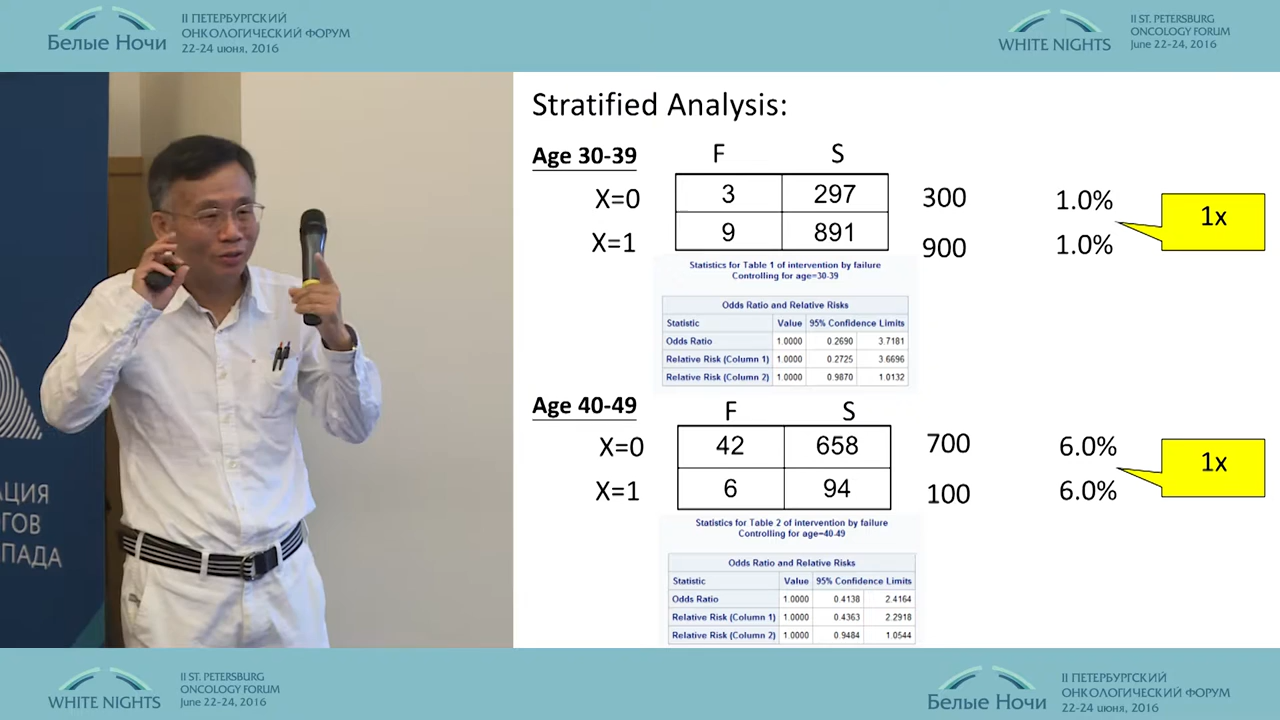 II ПЕТЕРБУРГСКИЙ
ОНКОЛОГИЧЕСКИЙ ФОРУМ
Белые Ночи
22-24 июня, 2016
II ST. PETERSBURG
ONCOLOGY FORUM
WHITE NIGHTS
June 22-24, 2016
Stratified Analysis:
Age 30-39
F S
X=0 3 297 300 1.0%
1x
X=1 9 891 900 1.0%
Statistics for Table 1 of intervention by failure
Controlling for age=30-39
Odds Ratio and Relative Risks
Statistic Value 95% Confidence Limits
Odds Ratio 1.0000 0.2690 3.7181
Relative Risk (Column 1) 1.0000 0.2725 3.6696
Relative Risk (Column 2) 1.0000 0.9870 1.0132
Age 40-49
F S
X=0 42 658 700 6.0%
1x
X=1 6 94 100 6.0%
Statistics for Table 2 of intervention by failure
Controlling for age=40-49
Odds Ratio and Relative Risks
Statistic Value 95% Confidence Limits
Odds Ratio 1.0000 0.4138 2.4164
Relative Risk (Column 1) 1.0000 0.4363 2.2918
Relative Risk (Column 2) 1.0000 0.9484 1.0544
АЦИЯ
ГОВ
ПАДА
II ST. PETERSBURG
ONCOLOGY FORUM
WHITE NIGHTS
June 22-24, 2016
II ПЕТЕРБУРГСКИЙ
ОНКОЛОГИЧЕСКИЙ ФОРУМ
Белые Ночи
22-24 июня, 2016